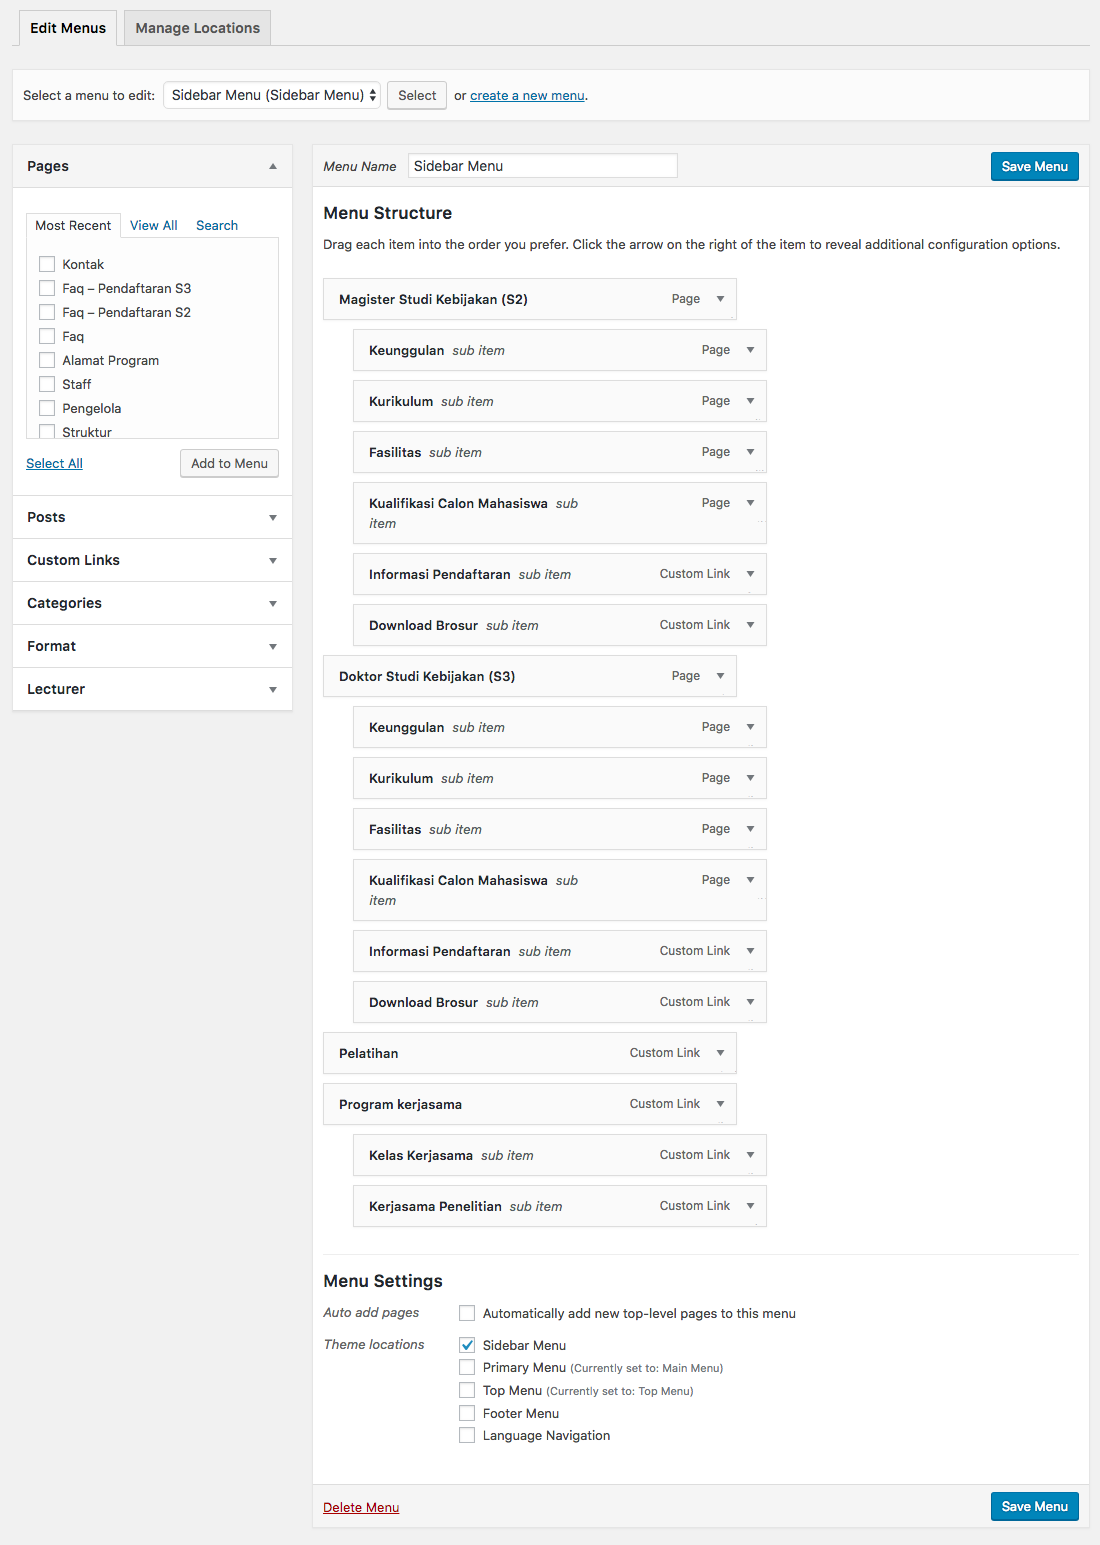 Edit Menus
Manage Locations
Select a menu to edit: Sidebar Menu (Sidebar Menu) Select or create a new menu.
Pages
Most Recent View All Search
Kontak
Faq – Pendaftaran S3
Faq – Pendaftaran S2
Faq
Alamat Program
Staff
Pengelola
Struktur
Select All Add to Menu
Posts
Custom Links
Categories
Format
Lecturer
Menu Name Sidebar Menu Save Menu
Menu Structure
Drag each item into the order you prefer. Click the arrow on the right of the item to reveal additional configuration options.
Magister Studi Kebijakan (S2) Page
Keunggulan sub item Page
Kurikulum sub item Page
Fasilitas sub item Page
Kualifikasi Calon Mahasiswa sub Page
item
Informasi Pendaftaran sub item Custom Link
Download Brosur sub item Custom Link
Doktor Studi Kebijakan (S3) Page
Keunggulan sub item Page
Kurikulum sub item Page
Fasilitas sub item Page
Kualifikasi Calon Mahasiswa sub Page
item
Informasi Pendaftaran sub item Custom Link
Download Brosur sub item Custom Link
Pelatihan Custom Link
Program kerjasama Custom Link
Kelas Kerjasama sub item Custom Link
Kerjasama Penelitian sub item Custom Link
Menu Settings
Auto add pages Automatically add new top-level pages to this menu
Theme locations Sidebar Menu
Primary Menu (Currently set to: Main Menu)
Top Menu (Currently set to: Top Menu)
Footer Menu
Language Navigation
Delete Menu Save Menu